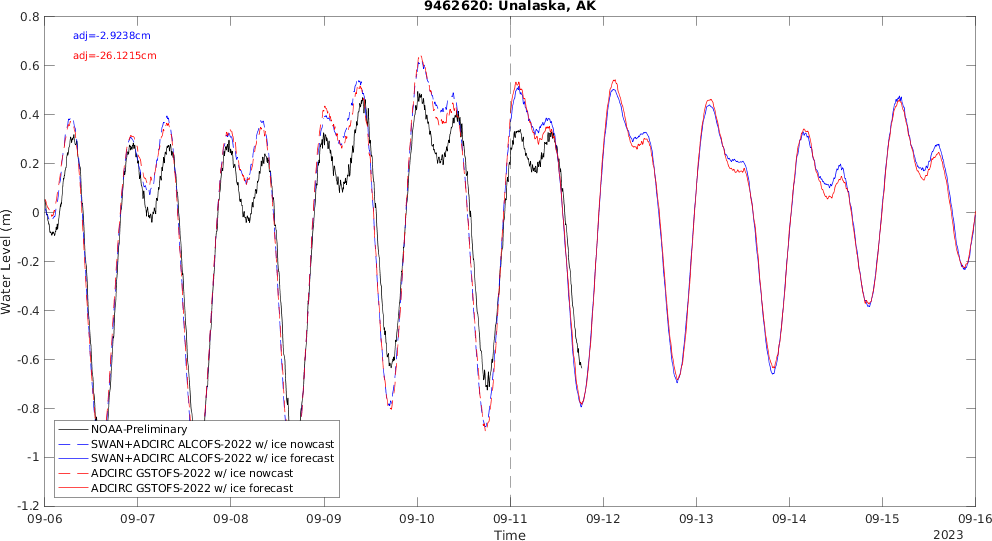 9462620: Unalaska, AK
adj=-2.9238cm
adj=-26.1215cm
Water Level (m)
0.8
0.6
0.4
0.2
0
-0.2
-0.4
-0.6
-0.8
-1
-1.2
NOAA-Preliminary
SWAN+ADCIRC ALCOFS-2022 w/ ice nowcast
SWAN+ADCIRC ALCOFS-2022 w/ ice forecast
ADCIRC GSTOFS-2022 w/ ice nowcast
ADCIRC GSTOFS-2022 w/ ice forecast
09-06 09-07 09-08 09-09 09-10 09-11 09-12 09-13 09-14 09-15 09-16
Time
2023